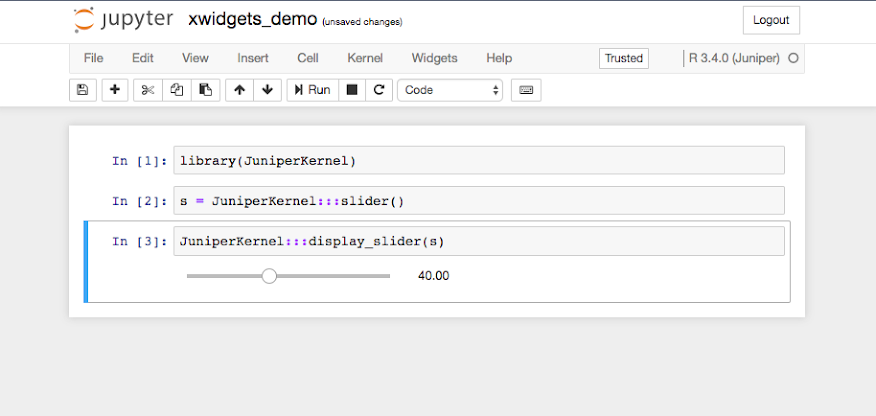 jupyter xwidgets_demo (unsaved changes) Logout
File Edit View Insert Cell Kernel Widgets Help Trusted R 3.4.0 (Juniper)
Run Code
In [1]: library(JuniperKernel)
In [2]: s = JuniperKernel:::slider()
In [3]: JuniperKernel:::display_slider(s)
40.00